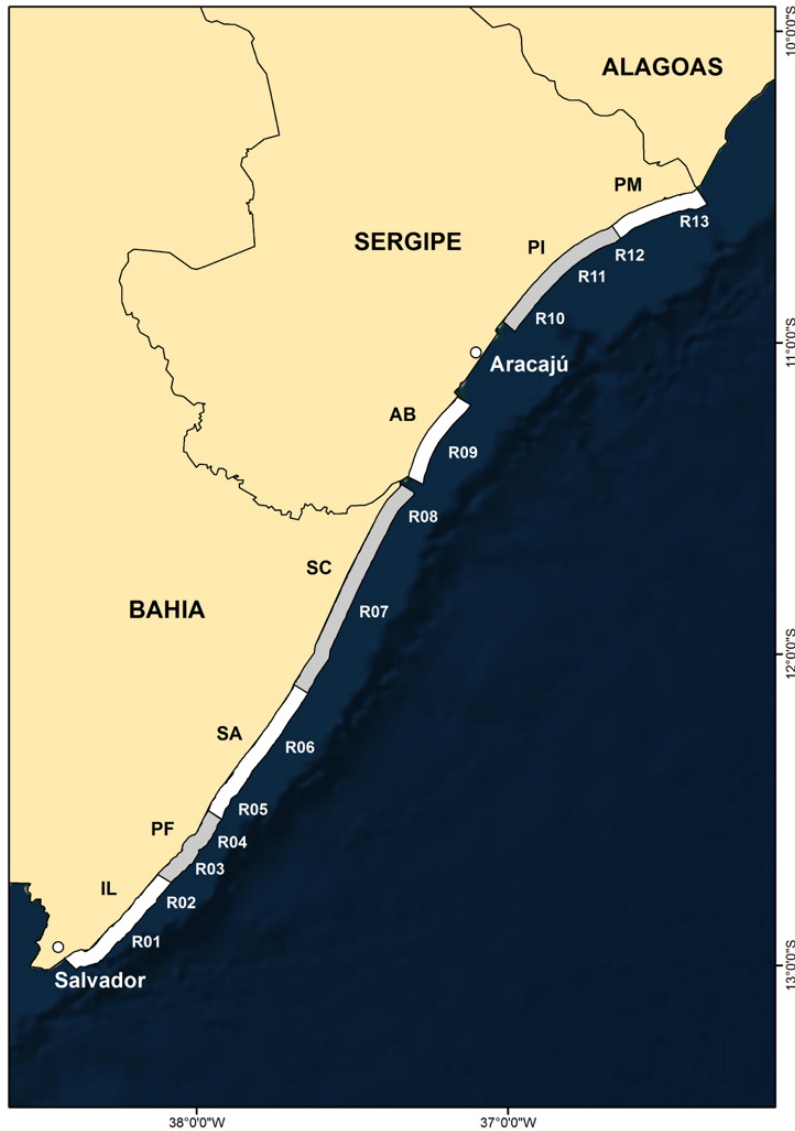 10°0'0"S
ALAGOAS
PM
R13
SERGIPE
PI
R12
R11
R10
11°0'0"S
Aracajú
AB
R09
R08
SC
BAHIA
R07
12°0'0"S
SA
R06
R05
PF
R04
R03
IL
R02
R01
13°0'0"S
Salvador
38°0'0"W
37°0'0"W